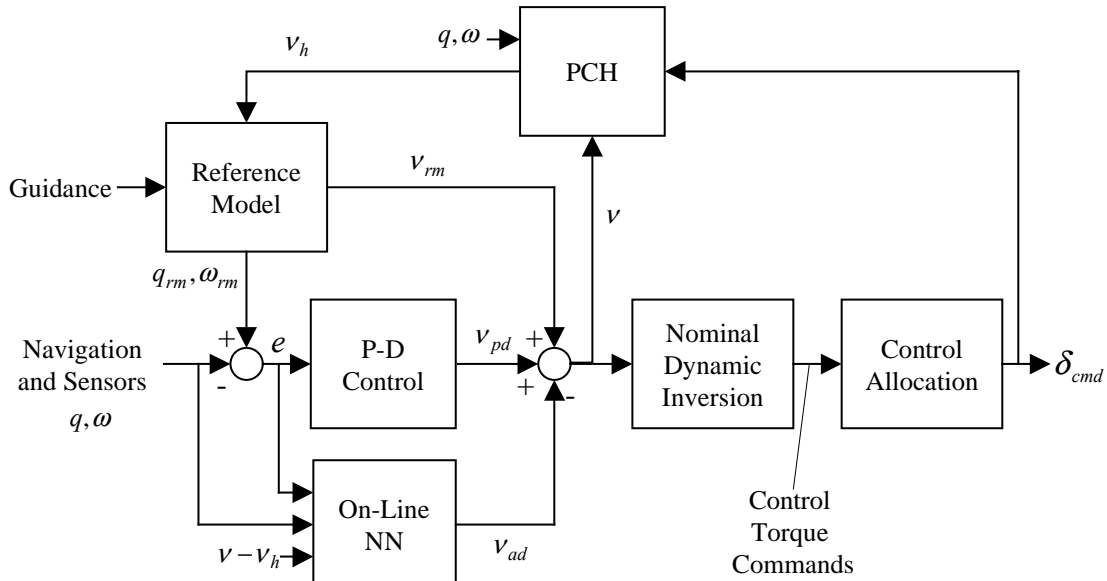 q, ω
PCH
ν_h
Reference
Model
Guidance
ν_rm
ν
q_rm, ω_rm
+
-
e
Navigation
and Sensors
q, ω
P-D
Control
ν_pd
+
+
-
Nominal
Dynamic
Inversion
Control
Allocation
δ_cmd
On-Line
NN
ν − ν_h
ν_ad
Control
Torque
Commands